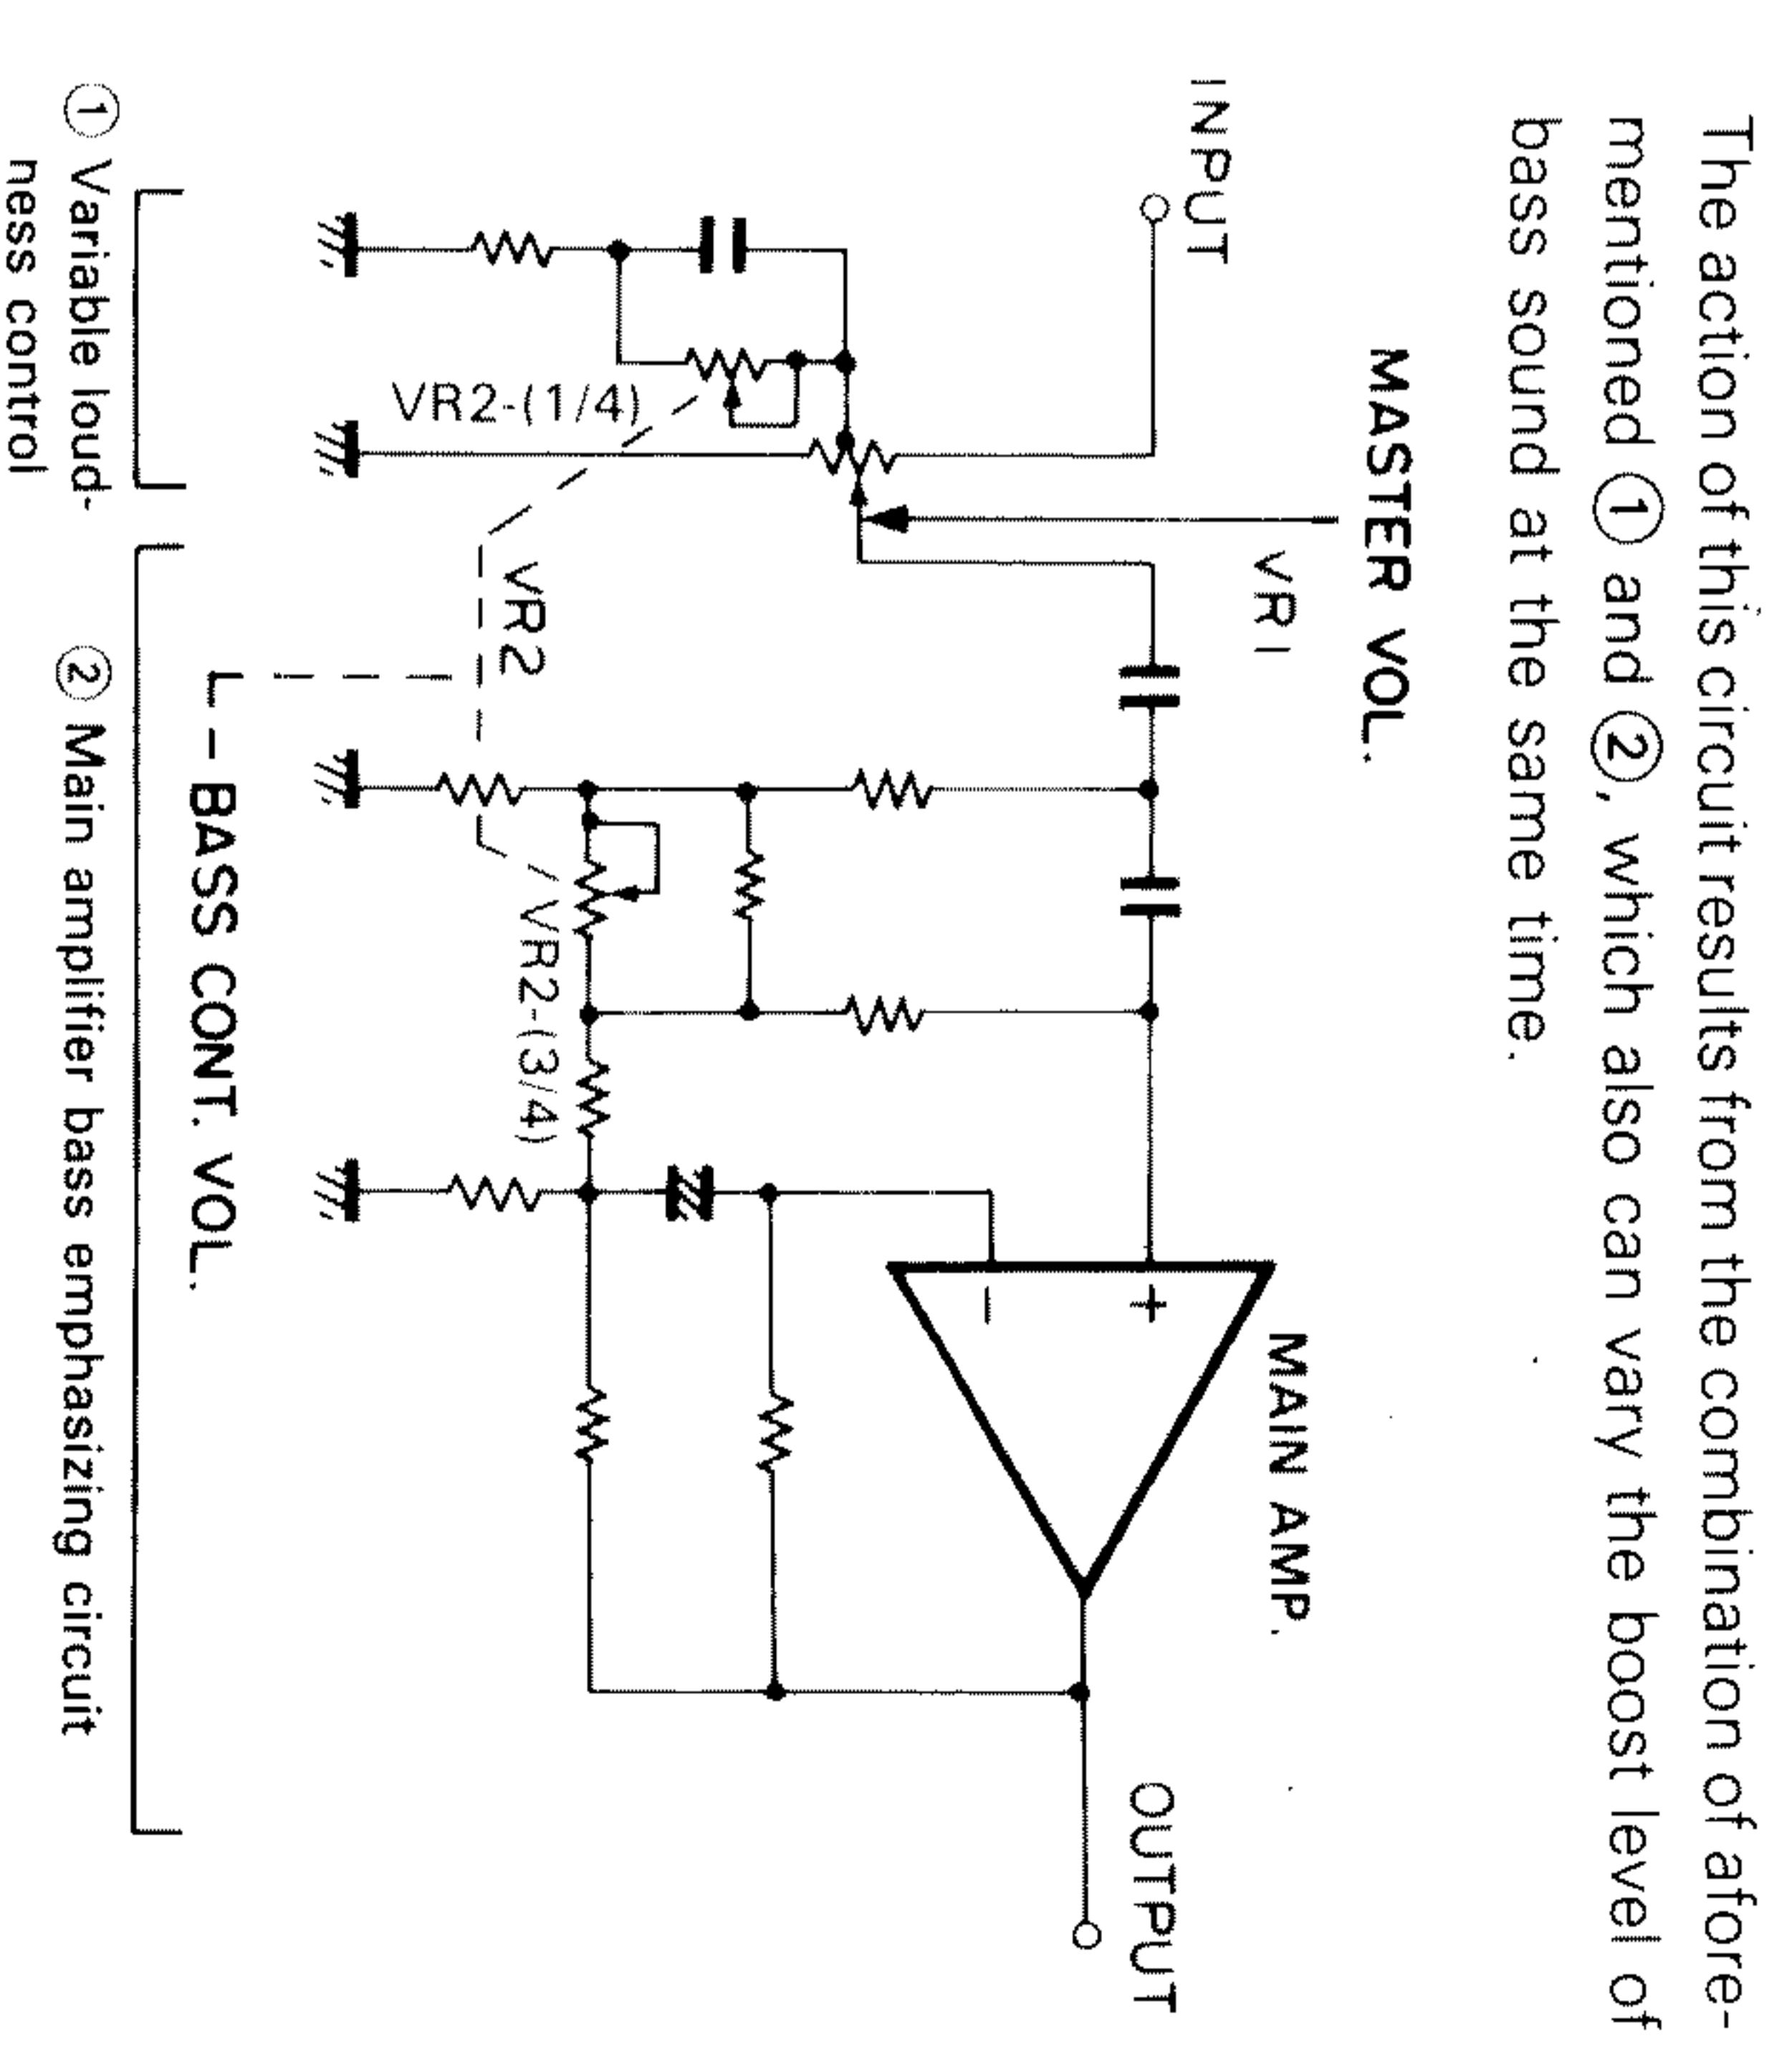 The action of this circuit results from the combination of afore-
mentioned ① and ②, which also can vary the boost level of
bass sound at the same time.
MASTER VOL.
INPUT
VR1
MAIN AMP.
+
−
OUTPUT
VR2-(1/4)
VR2
VR2-(3/4)
BASS CONT. VOL.
① Variable loud-
ness control
② Main amplifier bass emphasizing circuit